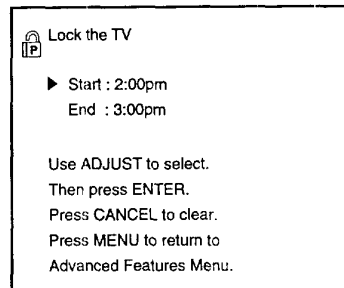 Lock the TV
P
▶ Start : 2:00pm
End : 3:00pm
Use ADJUST to select.
Then press ENTER.
Press CANCEL to clear.
Press MENU to return to
Advanced Features Menu.